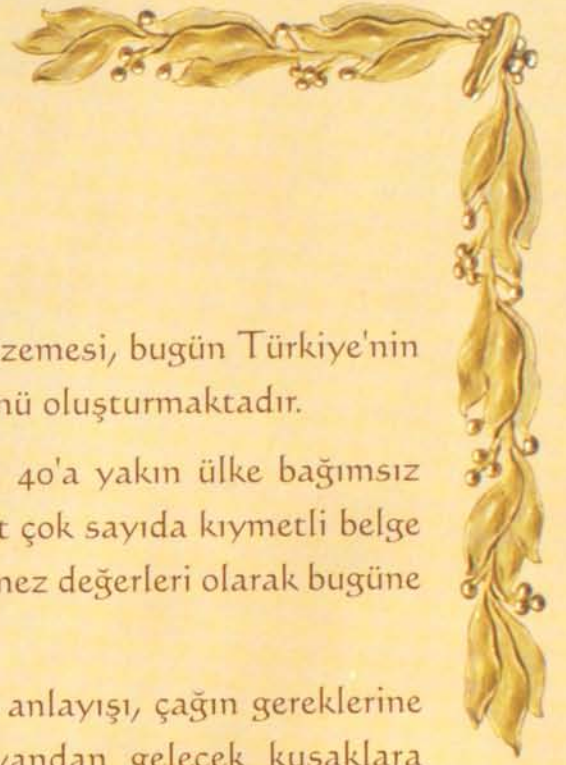 zemesi, bugün Türkiye'nin
nü oluşturmaktadır.
40'a yakın ülke bağımsız
t çok sayıda kıymetli belge
nez değerleri olarak bugüne
anlayışı, çağın gereklerine
yandan gelecek kuşaklara